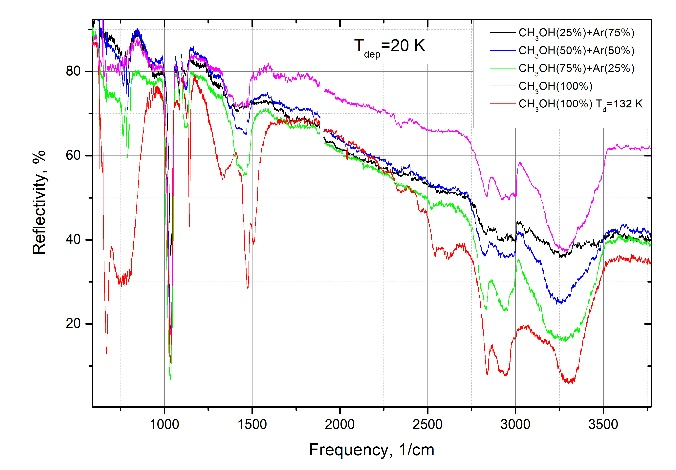 T_dep=20 K
CH₃OH(25%)+Ar(75%)
CH₃OH(50%)+Ar(50%)
CH₃OH(75%)+Ar(25%)
CH₃OH(100%)
CH₃OH(100%) T_d=132 K
Reflectivity, %
80
60
40
20
1000 1500 2000 2500 3000 3500
Frequency, 1/cm